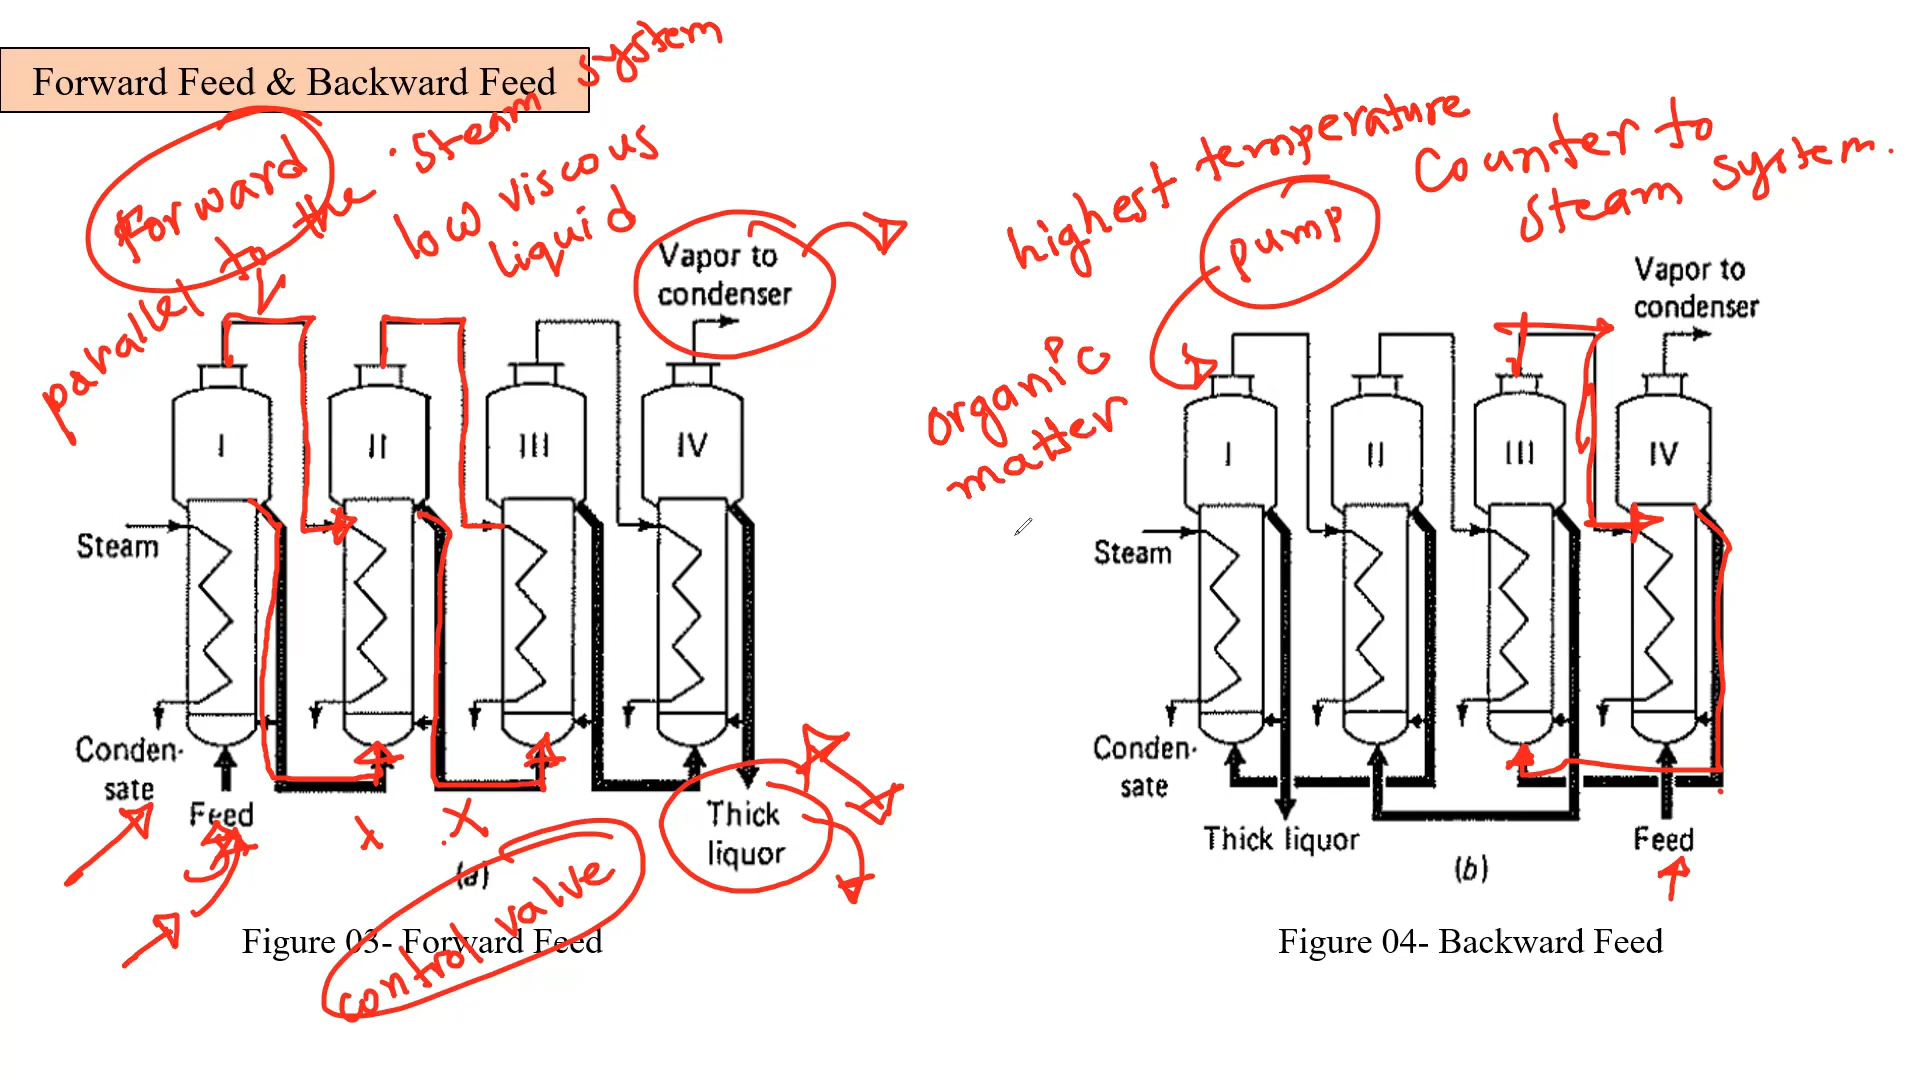 Forward Feed & Backward Feed
Forward
parallel to the steam system
low viscous
liquid
Vapor to
condenser
I
II
III
IV
Steam
Conden-
sate
Feed
Thick
liquor
x x
(a)
control valve
Figure 03- Forward Feed
highest temperature
pump
Counter to
steam system.
organic
matter
Vapor to
condenser
I
II
III
IV
Steam
Conden-
sate
Thick liquor
Feed
(b)
Figure 04- Backward Feed